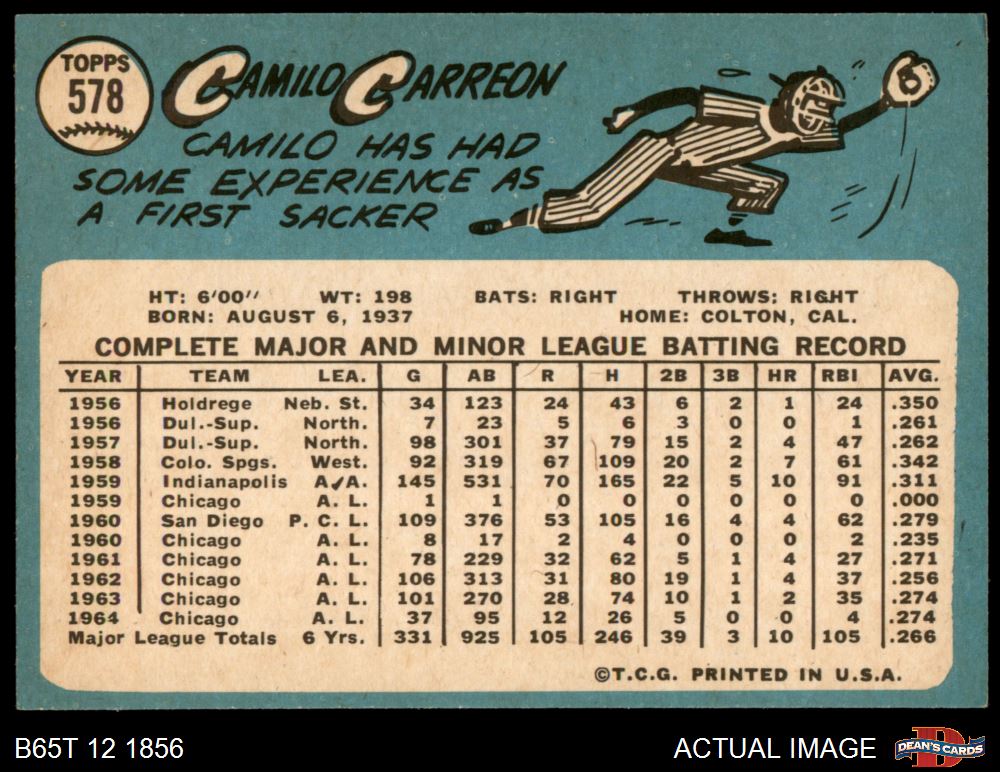 TOPPS
578
CAMILO CARREON
CAMILO HAS HAD
SOME EXPERIENCE AS
A FIRST SACKER
HT: 6'00" WT: 198 BATS: RIGHT THROWS: RIGHT
BORN: AUGUST 6, 1937 HOME: COLTON, CAL.
COMPLETE MAJOR AND MINOR LEAGUE BATTING RECORD
YEAR TEAM LEA. G AB R H 2B 3B HR RBI AVG.
1956 Holdrege Neb. St. 34 123 24 43 6 2 1 24 .350
1956 Dul.-Sup. North. 7 23 5 6 3 0 0 1 .261
1957 Dul.-Sup. North. 98 301 37 79 15 2 4 47 .262
1958 Colo. Spgs. West. 92 319 67 109 20 2 7 61 .342
1959 Indianapolis A.A. 145 531 70 165 22 5 10 91 .311
1959 Chicago A. L. 1 1 0 0 0 0 0 0 .000
1960 San Diego P. C. L. 109 376 53 105 16 4 4 62 .279
1960 Chicago A. L. 8 17 2 4 0 0 0 2 .235
1961 Chicago A. L. 78 229 32 62 5 1 4 27 .271
1962 Chicago A. L. 106 313 31 80 19 1 4 37 .256
1963 Chicago A. L. 101 270 28 74 10 1 2 35 .274
1964 Chicago A. L. 37 95 12 26 5 0 0 4 .274
Major League Totals 6 Yrs. 331 925 105 246 39 3 10 105 .266
©T.C.G. PRINTED IN U.S.A.
B65T 12 1856 ACTUAL IMAGE DEAN'S CARDS